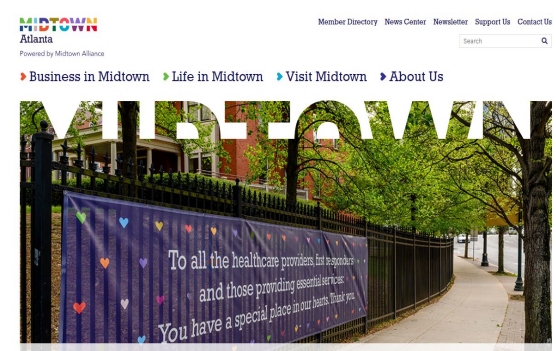 MIDTOWN
Atlanta
Powered by Midtown Alliance
Member Directory News Center Newsletter Support Us Contact Us
Search
Business in Midtown Life in Midtown Visit Midtown About Us
MIDTOWN
To all the healthcare providers, first responders
and those providing essential services:
You have a special place in our hearts. Thank you.